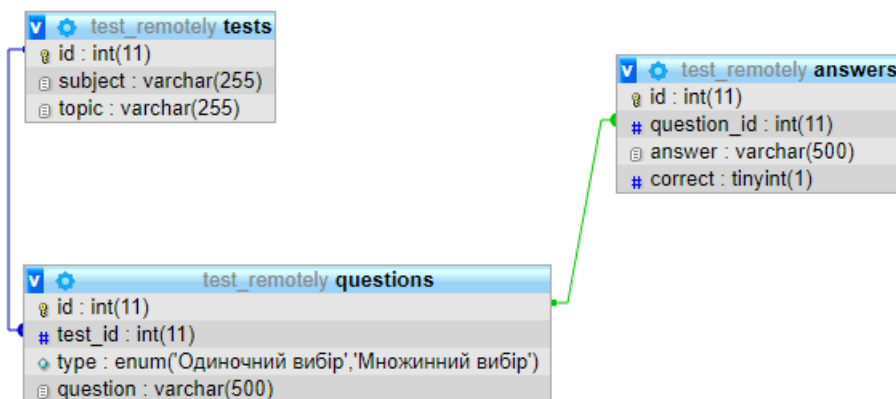 test_remotely tests
id : int(11)
subject : varchar(255)
topic : varchar(255)
test_remotely answers
id : int(11)
question_id : int(11)
answer : varchar(500)
correct : tinyint(1)
test_remotely questions
id : int(11)
test_id : int(11)
type : enum('Одиночний вибір','Множинний вибір')
question : varchar(500)